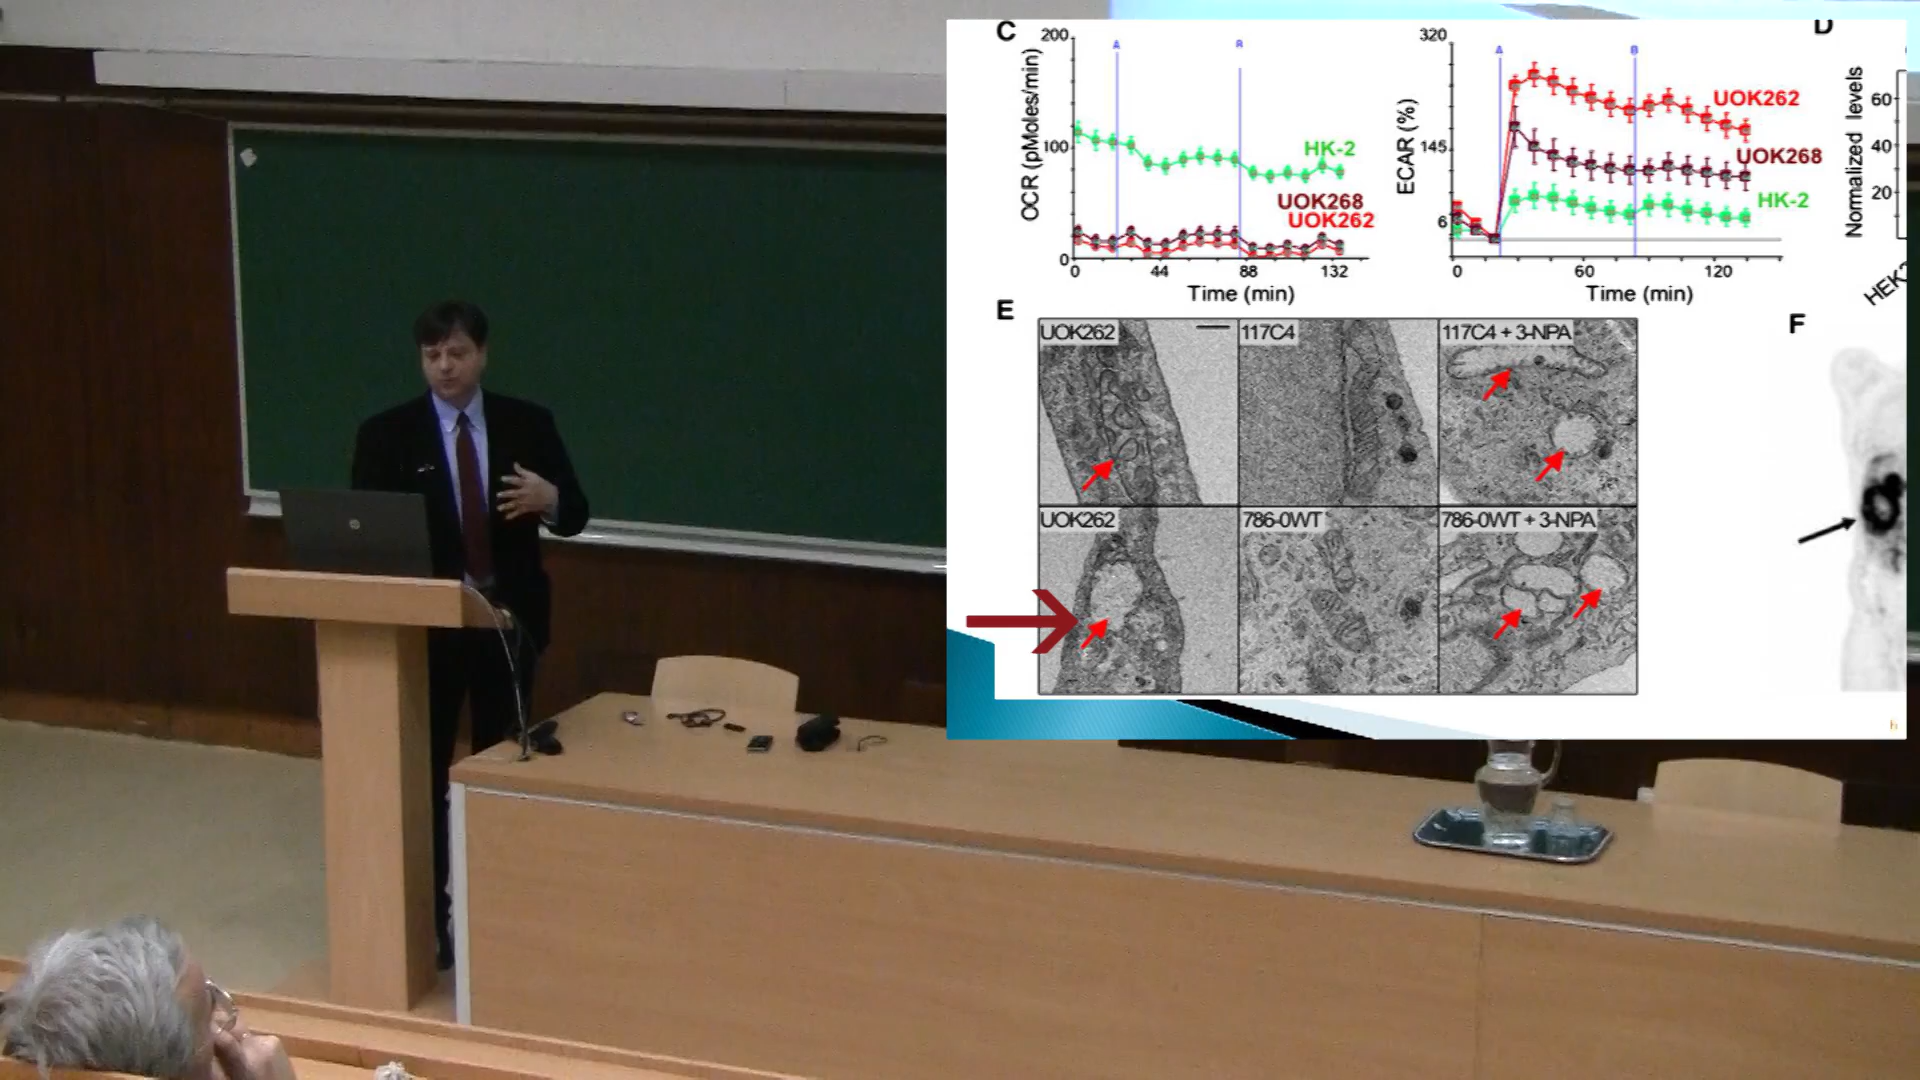 C
200
100
0
OCR (pMoles/min)
A
B
HK-2
UOK268
UOK262
0 44 88 132
Time (min)
320
145
6
ECAR (%)
A
B
UOK262
UOK268
HK-2
0 60 120
Time (min)
D
Normalized levels
60
40
20
E
UOK262
117C4
117C4 + 3-NPA
UOK262
786-0WT
786-0WT + 3-NPA
F
hp